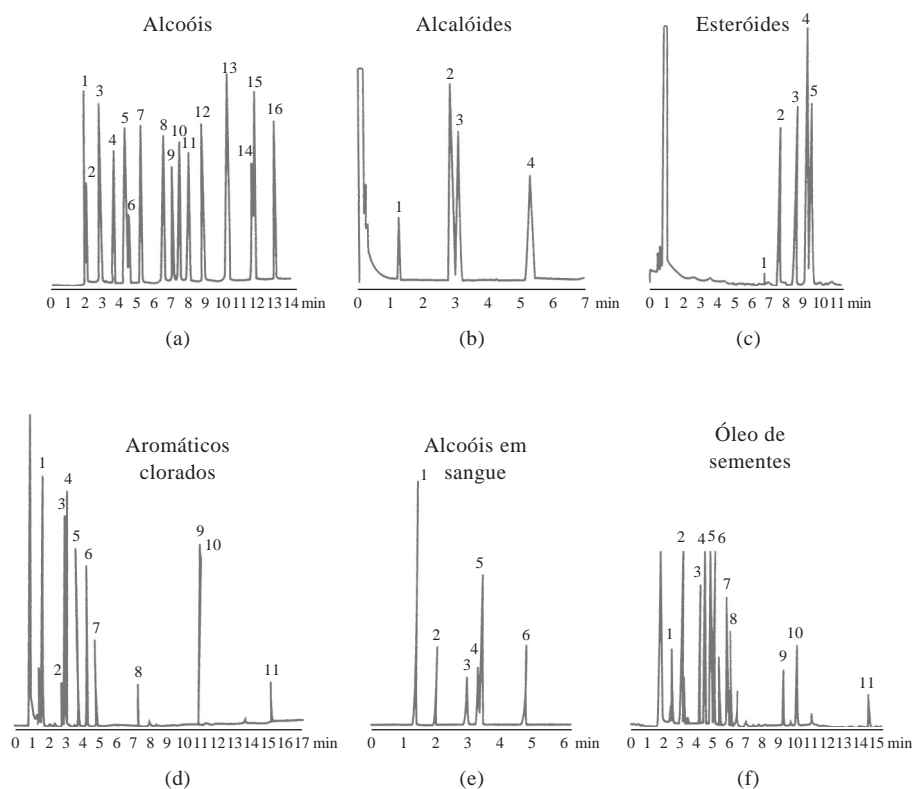 Alcoóis
1
2
3
4
5
6
7
8
9
10
11
12
13
14
15
16
0 1 2 3 4 5 6 7 8 9 10 11 12 13 14 min
(a)
Alcalóides
1
2
3
4
0 1 2 3 4 5 6 7 min
(b)
Esteróides
1
2
3
4
5
0 1 2 3 4 5 6 7 8 9 10 11 min
(c)
Aromáticos
clorados
1
2
3
4
5
6
7
8
9
10
11
0 1 2 3 4 5 6 7 8 9 10 11 12 13 14 15 16 17 min
(d)
Alcoóis em
sangue
1
2
3
4
5
6
0 1 2 3 4 5 6 min
(e)
Óleo de
sementes
1
2
3
4
5
6
7
8
9
10
11
0 1 2 3 4 5 6 7 8 9 10 11 12 13 14 15 min
(f)